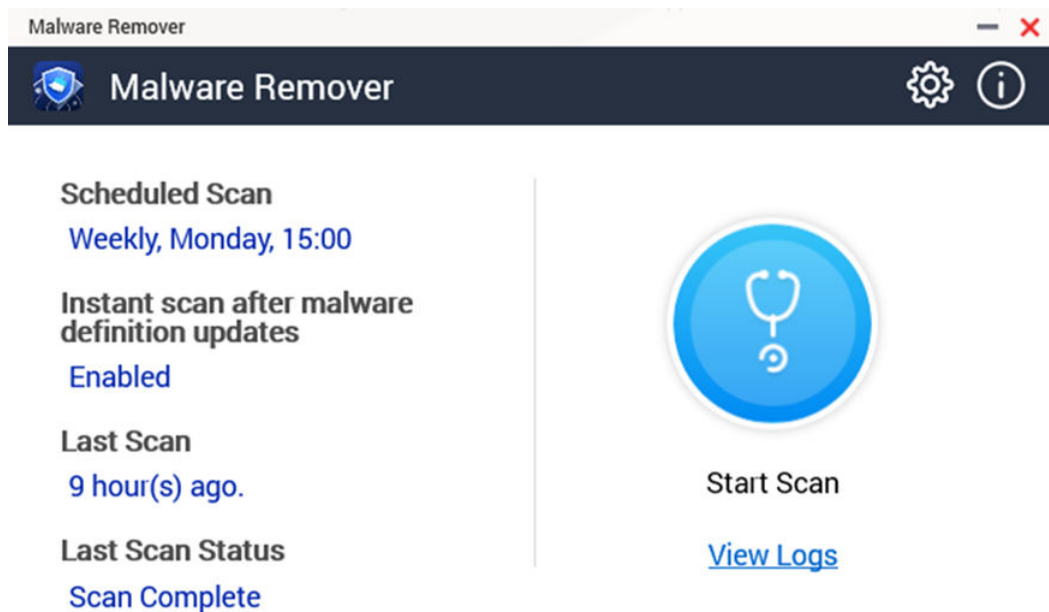 Malware Remover
Malware Remover
Scheduled Scan
Weekly, Monday, 15:00
Instant scan after malware
definition updates
Enabled
Last Scan
9 hour(s) ago.
Last Scan Status
Scan Complete
Start Scan
View Logs